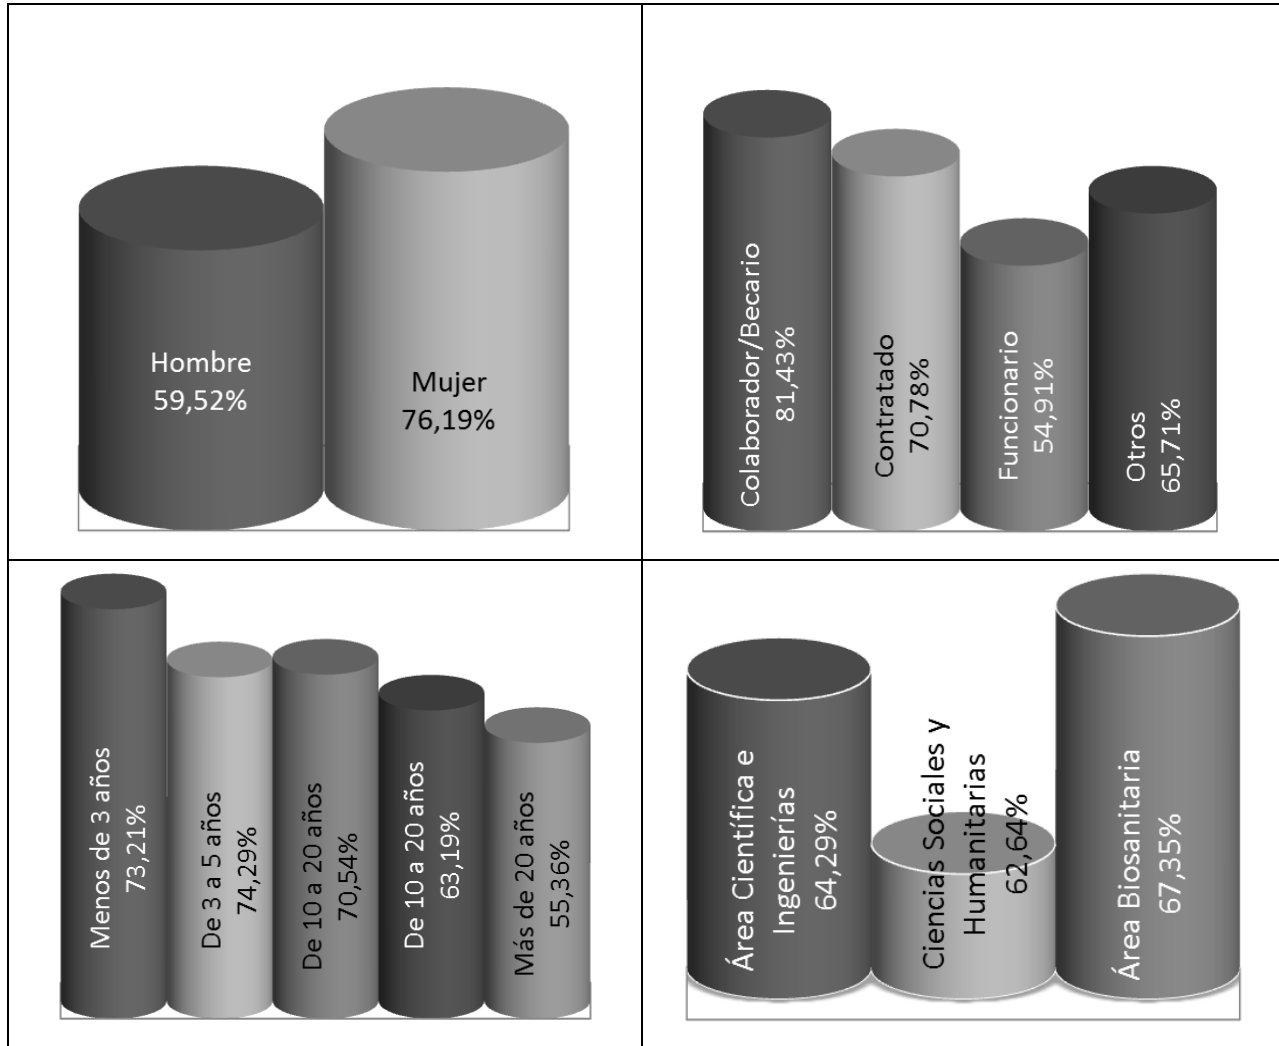 Hombre
59,52%
Mujer
76,19%
Colaborador/Becario
81,43%
Contratado
70,78%
Funcionario
54,91%
Otros
65,71%
Menos de 3 años
73,21%
De 3 a 5 años
74,29%
De 10 a 20 años
70,54%
De 10 a 20 años
63,19%
Más de 20 años
55,36%
Área Científica e
Ingenierías
64,29%
Ciencias Sociales y
Humanitarias
62,64%
Área Biosanitaria
67,35%